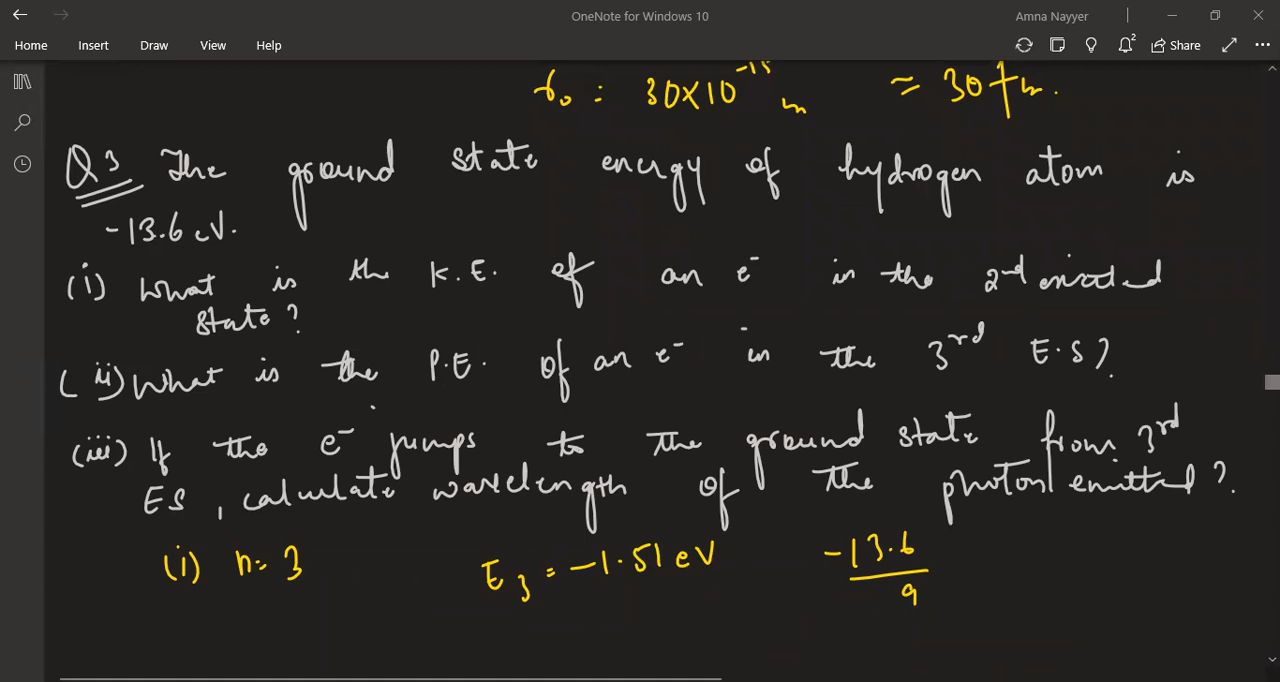 OneNote for Windows 10
Amna Nayyer
Home Insert Draw View Help
2 Share
r₀ : 30×10⁻¹⁵ m ≈ 30 fm.
Q3 The ground state energy of hydrogen atom is
-13.6 eV.
(i) What is the K.E. of an e⁻ in the 2nd excited
state?
(ii) What is the P.E. of an e⁻ in the 3rd E.S?
(iii) If the e⁻ jumps to the ground state from 3rd
ES, calculate wavelength of the photon emitted?
(i) n = 3 E₃ = -1.51 eV -13.6
9